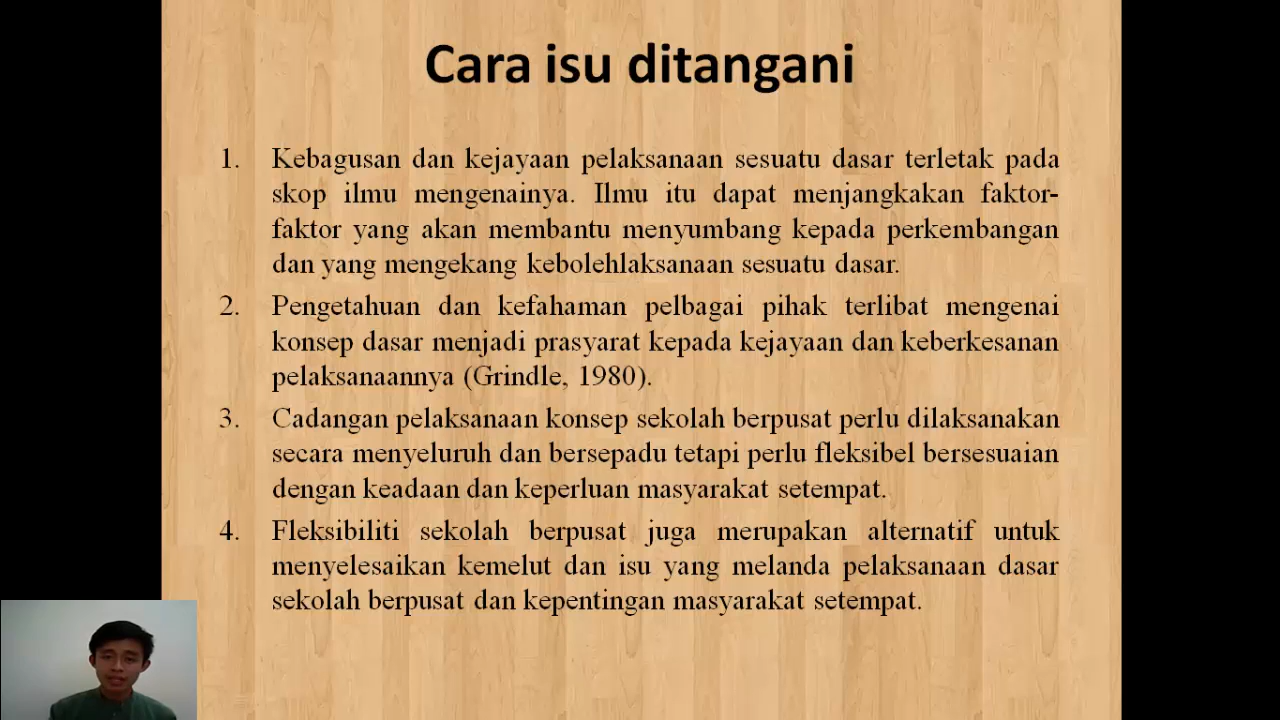 Cara isu ditangani
1. Kebagusan dan kejayaan pelaksanaan sesuatu dasar terletak pada
skop ilmu mengenainya. Ilmu itu dapat menjangkakan faktor-
faktor yang akan membantu menyumbang kepada perkembangan
dan yang mengekang kebolehlaksanaan sesuatu dasar.
2. Pengetahuan dan kefahaman pelbagai pihak terlibat mengenai
konsep dasar menjadi prasyarat kepada kejayaan dan keberkesanan
pelaksanaannya (Grindle, 1980).
3. Cadangan pelaksanaan konsep sekolah berpusat perlu dilaksanakan
secara menyeluruh dan bersepadu tetapi perlu fleksibel bersesuaian
dengan keadaan dan keperluan masyarakat setempat.
4. Fleksibiliti sekolah berpusat juga merupakan alternatif untuk
menyelesaikan kemelut dan isu yang melanda pelaksanaan dasar
sekolah berpusat dan kepentingan masyarakat setempat.